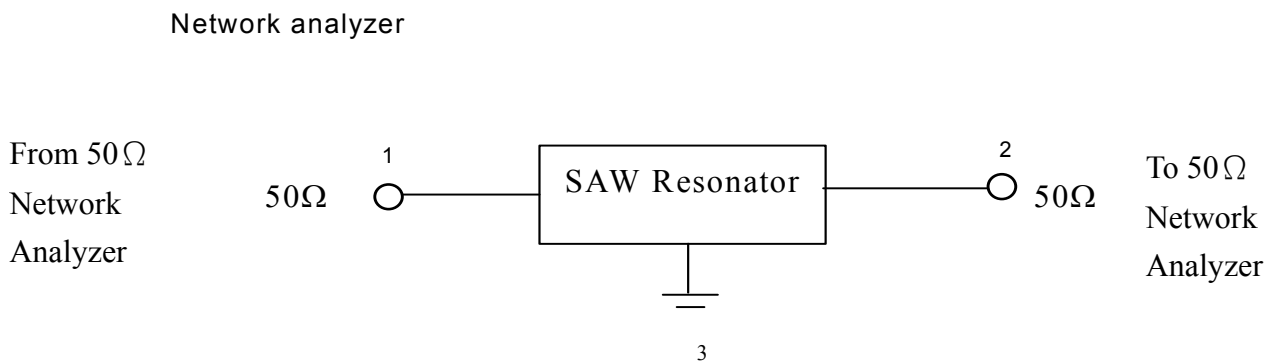 Network analyzer
From 50Ω
Network
Analyzer
50Ω
1
SAW Resonator
2
50Ω
To 50Ω
Network
Analyzer
3